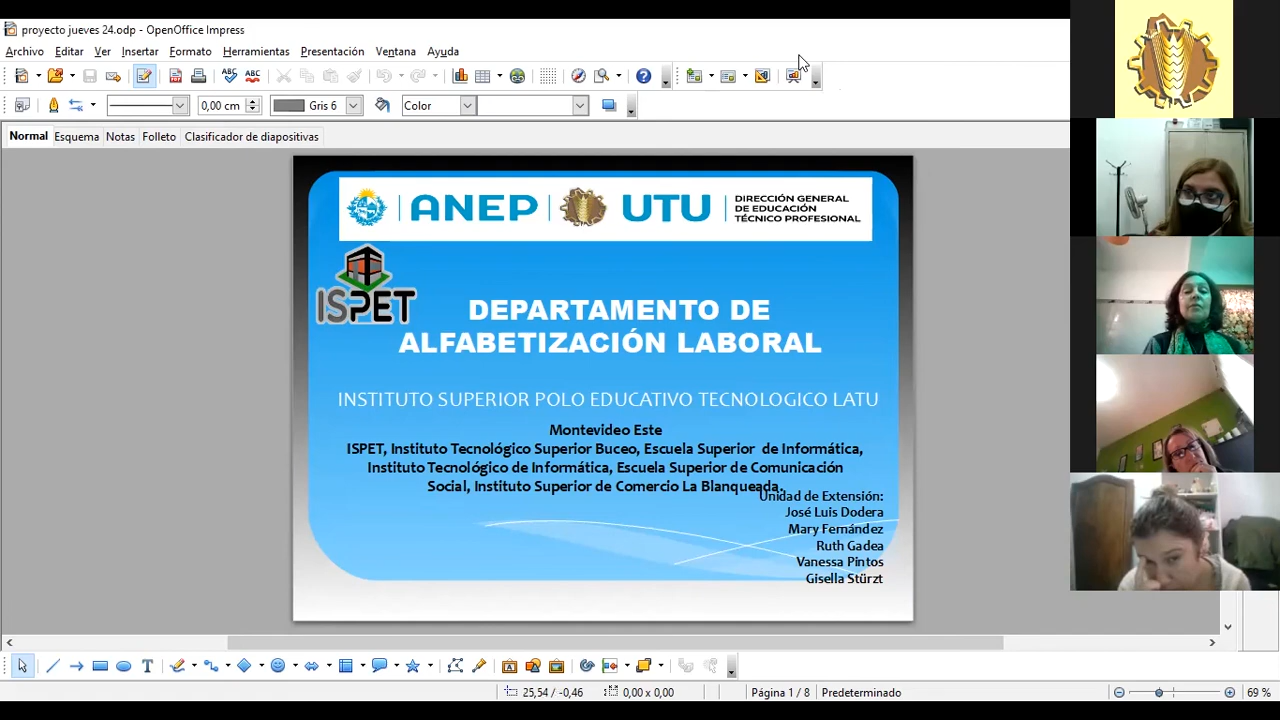 proyecto jueves 24.odp - OpenOffice Impress
Archivo Editar Ver Insertar Formato Herramientas Presentación Ventana Ayuda
ABC ABC
0,00 cm Gris 6 Color
Normal Esquema Notas Folleto Clasificador de diapositivas
ANEP UTU
DIRECCIÓN GENERAL
DE EDUCACIÓN
TÉCNICO PROFESIONAL
ISPET
DEPARTAMENTO DE
ALFABETIZACIÓN LABORAL
INSTITUTO SUPERIOR POLO EDUCATIVO TECNOLOGICO LATU
Montevideo Este
ISPET, Instituto Tecnológico Superior Buceo, Escuela Superior de Informática,
Instituto Tecnológico de Informática, Escuela Superior de Comunicación
Social, Instituto Superior de Comercio La Blanqueada.
Unidad de Extensión:
José Luis Dodera
Mary Fernández
Ruth Gadea
Vanessa Pintos
Gisella Stürzt
25,54 / -0,46 0,00 x 0,00 Página 1 / 8 Predeterminado 69 %